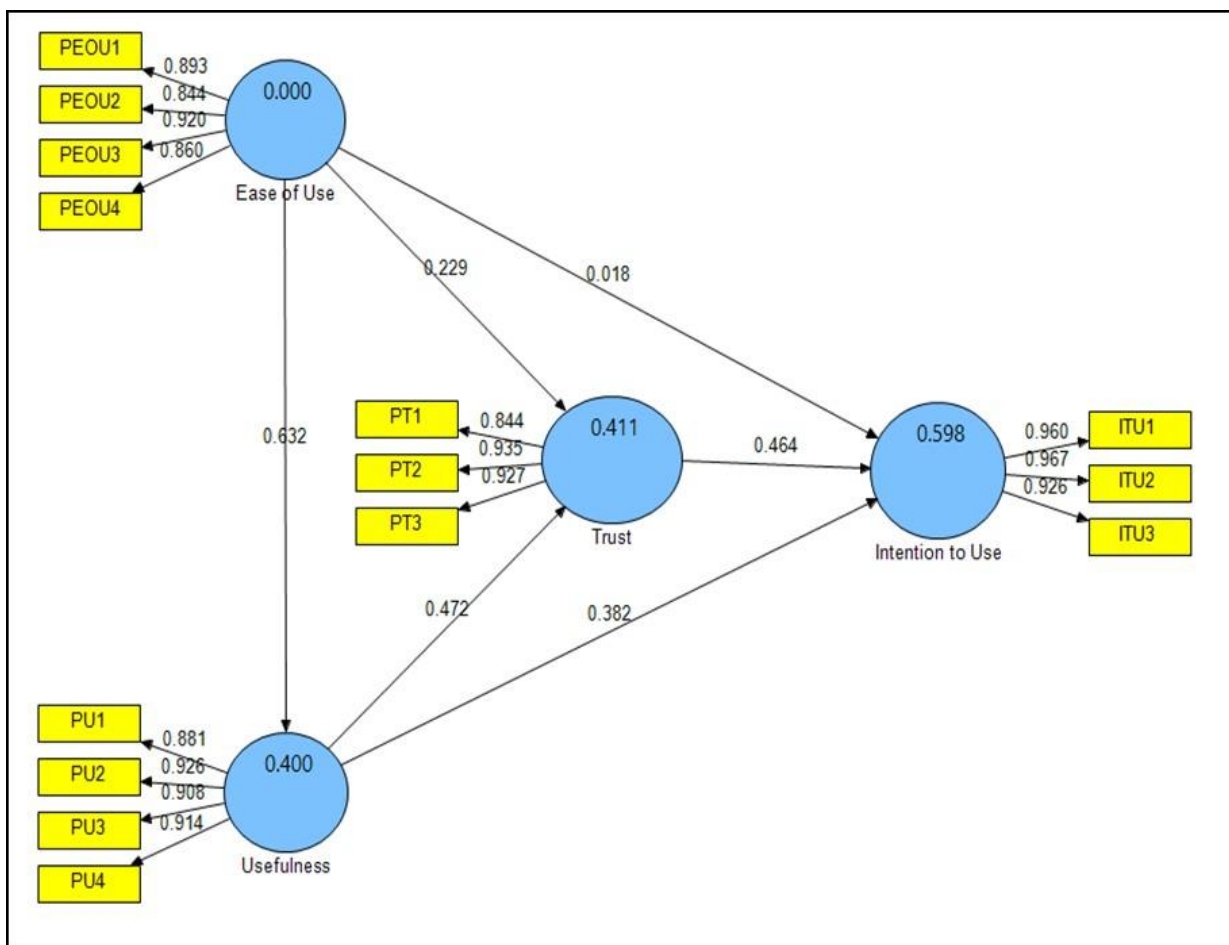 PEOU1
0.893
PEOU2
0.844
0.920
PEOU3
0.860
PEOU4
0.000
Ease of Use
0.229
0.018
0.632
PT1
0.844
PT2
0.935
0.927
PT3
0.411
Trust
0.464
0.598
Intention to Use
0.960
ITU1
0.967
ITU2
0.926
ITU3
0.472
0.382
PU1
0.881
PU2
0.926
0.908
PU3
0.914
PU4
0.400
Usefulness